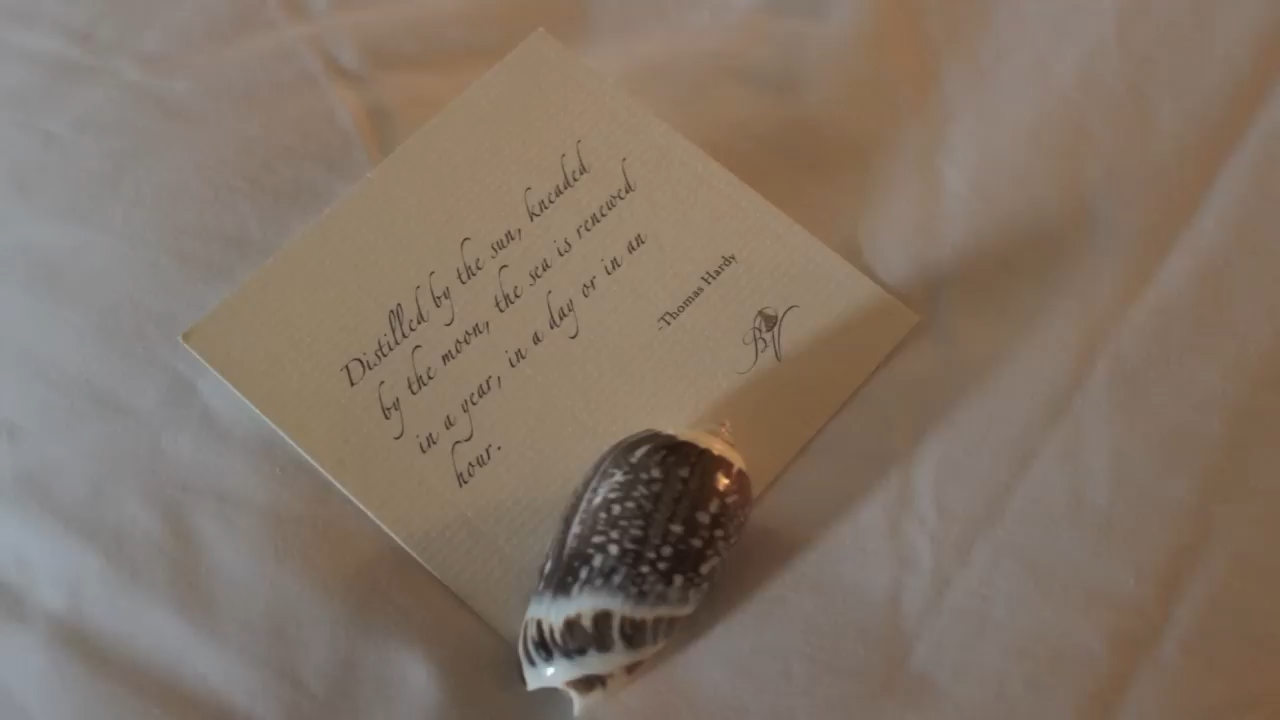 Distilled by the sun, kneaded
by the moon, the sea is renewed
in a year, in a day or in an
hour.
-Thomas Hardy
BV